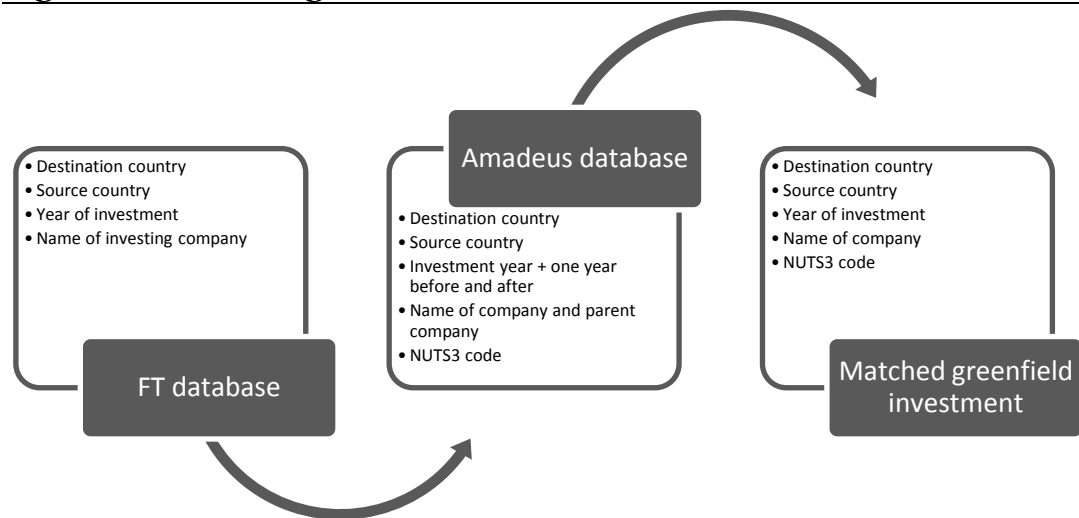 • Destination country
• Source country
• Year of investment
• Name of investing company
FT database
Amadeus database
• Destination country
• Source country
• Investment year + one year
before and after
• Name of company and parent
company
• NUTS3 code
• Destination country
• Source country
• Year of investment
• Name of company
• NUTS3 code
Matched greenfield
investment